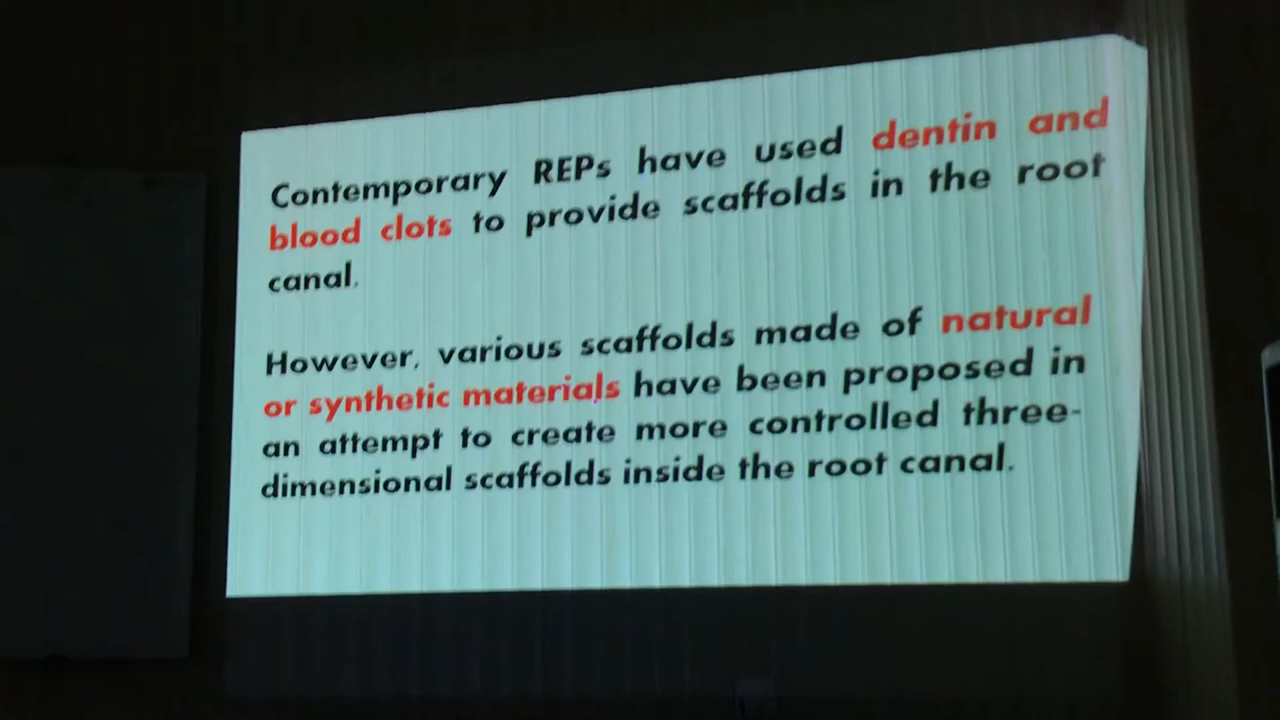 Contemporary REPs have used dentin and
blood clots to provide scaffolds in the root
canal.
However, various scaffolds made of natural
or synthetic materials have been proposed in
an attempt to create more controlled three-
dimensional scaffolds inside the root canal.